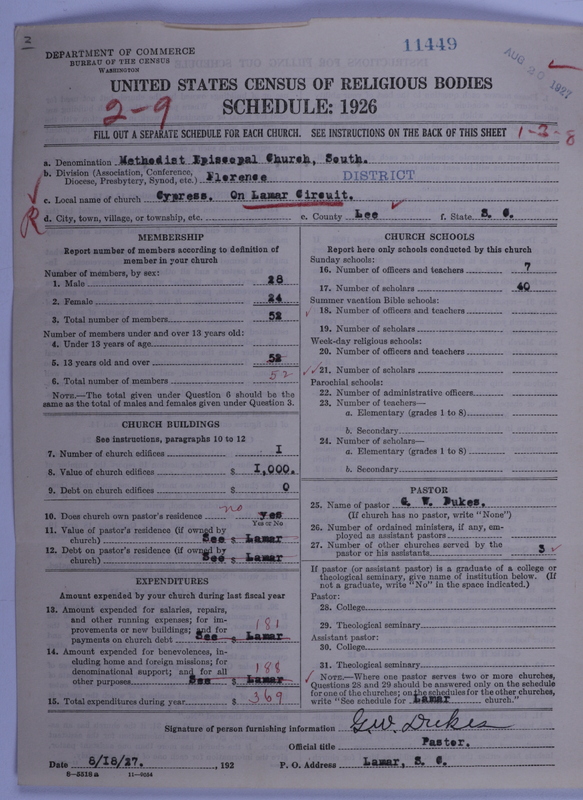 2
11449
AUG 20 1927
DEPARTMENT OF COMMERCE
BUREAU OF THE CENSUS
WASHINGTON
UNITED STATES CENSUS OF RELIGIOUS BODIES
2-9
SCHEDULE: 1926
FILL OUT A SEPARATE SCHEDULE FOR EACH CHURCH. SEE INSTRUCTIONS ON THE BACK OF THIS SHEET
1-3-8
a. Denomination Methodist Episcopal Church, South.
b. Division (Association, Conference, Diocese, Presbytery, Synod, etc.) Florence DISTRICT
c. Local name of church Cypress. On Lamar Circuit.
R
d. City, town, village, or township, etc. e. County Lee f. State S. C.
MEMBERSHIP
Report number of members according to definition of
member in your church
Number of members, by sex:
1. Male 28
2. Female 24
3. Total number of members 52
Number of members under and over 13 years old:
4. Under 13 years of age
5. 13 years old and over 52
6. Total number of members 52
NOTE.—The total given under Question 6 should be the
same as the total of males and females given under Question 3.
CHURCH BUILDINGS
See instructions, paragraphs 10 to 12
7. Number of church edifices 1
8. Value of church edifices $ 1,000.
9. Debt on church edifices $ 0
10. Does church own pastor's residence no yes
Yes or No
11. Value of pastor's residence (if owned by
church) See $ Lamar
12. Debt on pastor's residence (if owned by
church) See $ Lamar
EXPENDITURES
Amount expended by your church during last fiscal year
13. Amount expended for salaries, repairs,
and other running expenses; for im-
provements or new buildings; and for
payments on church debt See $ Lamar 181
14. Amount expended for benevolences, in-
cluding home and foreign missions; for
denominational support; and for all
other purposes See $ Lamar 188
15. Total expenditures during year $ 369
CHURCH SCHOOLS
Report here only schools conducted by this church
Sunday schools:
16. Number of officers and teachers 7
17. Number of scholars 40
Summer vacation Bible schools:
18. Number of officers and teachers
19. Number of scholars
Week-day religious schools:
20. Number of officers and teachers
21. Number of scholars
Parochial schools:
22. Number of administrative officers
23. Number of teachers—
a. Elementary (grades 1 to 8)
b. Secondary
24. Number of scholars—
a. Elementary (grades 1 to 8)
b. Secondary
PASTOR
25. Name of pastor G. W. Dukes.
(If church has no pastor, write "None")
26. Number of ordained ministers, if any, em-
ployed as assistant pastors
27. Number of other churches served by the
pastor or his assistants 3
If pastor (or assistant pastor) is a graduate of a college or
theological seminary, give name of institution below. (If
not a graduate, write "No" in the space indicated.)
Pastor:
28. College
29. Theological seminary
Assistant pastor:
30. College
31. Theological seminary
NOTE.—Where one pastor serves two or more churches,
Questions 28 and 29 should be answered only on the schedule
for one of the churches; on the schedules for the other churches,
write "See schedule for Lamar church."
Signature of person furnishing information G.W. Dukes
Official title Pastor.
Date 8/18/27. , 192 P. O. Address Lamar, S. C.
8-5518a 11-9034